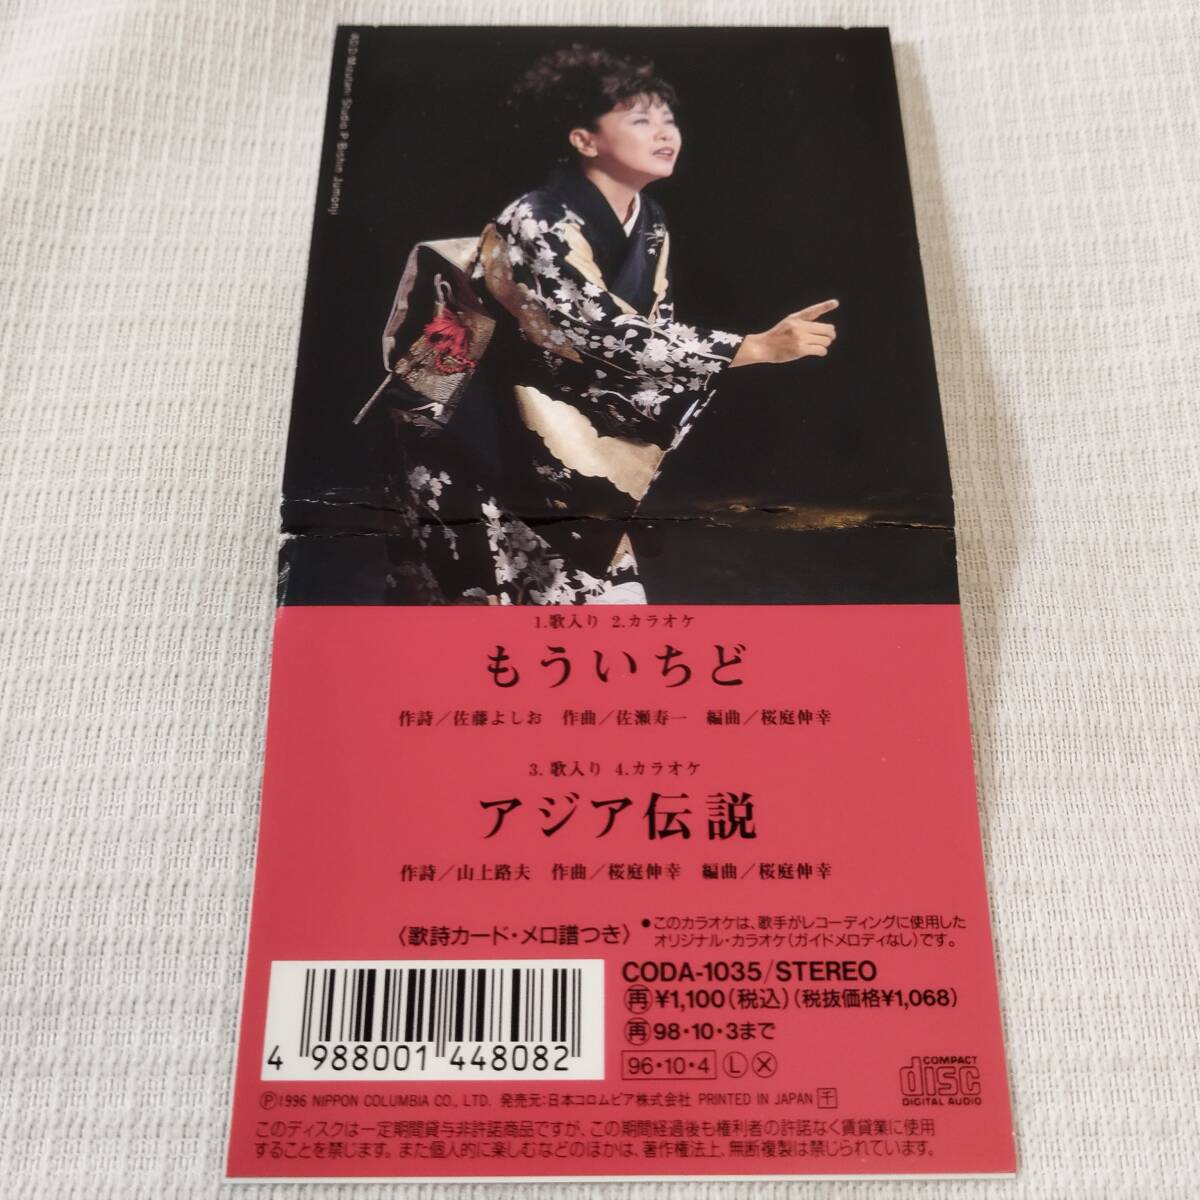 1.歌入り 2.カラオケ
もういちど
作詩／佐藤よしお 作曲／佐瀬寿一 編曲／桜庭伸幸
3.歌入り 4.カラオケ
アジア伝説
作詩／山上路夫 作曲／桜庭伸幸 編曲／桜庭伸幸
〈歌詩カード・メロ譜つき〉
●このカラオケは、歌手がレコーディングに使用した
オリジナル・カラオケ(ガイドメロディなし)です。
CODA-1035/STEREO
再¥1,100(税込)(税抜価格¥1,068)
再98・10・3まで
96・10・4 Ⓛ Ⓧ
4 988001 448082
COMPACT
disc
DIGITAL AUDIO
Ⓟ1996 NIPPON COLUMBIA CO., LTD. 発売元:日本コロムビア株式会社 PRINTED IN JAPAN 千
このディスクは一定期間貸与非許諾商品ですが、この期間経過後も権利者の許諾なく賃貸業に使用
することを禁じます。また個人的に楽しむなどのほかは、著作権法上、無断複製は禁じられています。